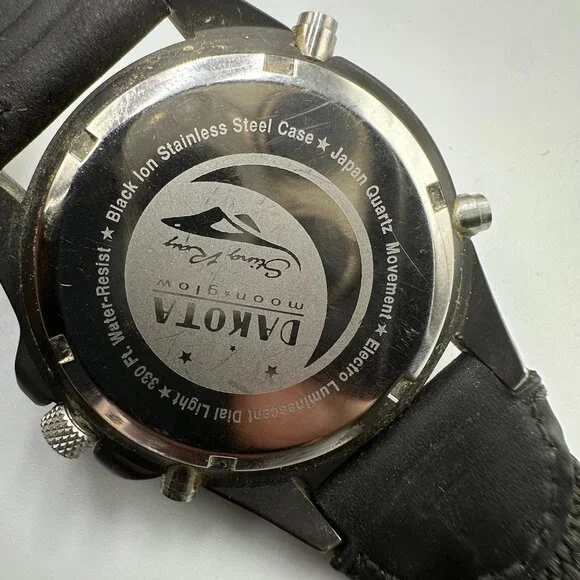 Black Ion Stainless Steel Case ★ Japan Quartz Movement ★ Electro Luminescent Dial Light ★ 330 Ft. Water-Resist ★
DAKOTA
moon♦glow
Sting Ray